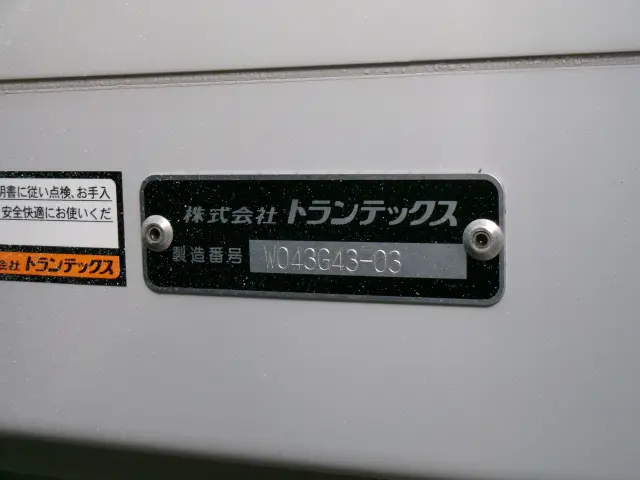 明書に従い点検、お手入
安全快適にお使いくだ
会社 トランテックス
株式会社 トランテックス
製造番号 W043G43-03